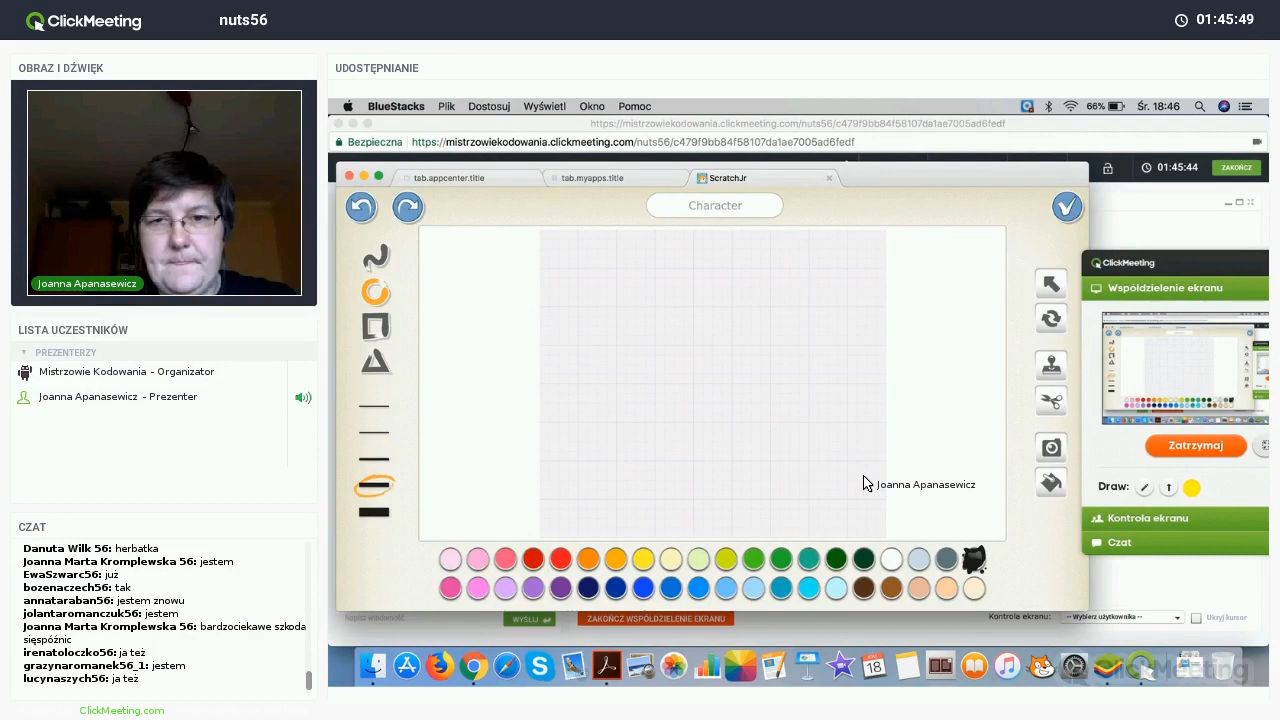 ClickMeeting
nuts56
01:45:49
OBRAZ I DŹWIĘK
Joanna Apanasewicz
LISTA UCZESTNIKÓW
PREZENTERZY
Mistrzowie Kodowania - Organizator
Joanna Apanasewicz - Prezenter
CZAT
Danuta Wilk 56: herbatka
Joanna Marta Kromplewska 56: jestem
EwaSzwarc56: już
bozenaczech56: tak
annataraban56: jestem znowu
jolantaromanczuk56: jestem
Joanna Marta Kromplewska 56: bardzociekawe szkoda
sięspóźnic
irenatoloczko56: ja też
grazynaromanek56_1: jestem
lucynaszych56: ja też
ClickMeeting.com
UDOSTĘPNIANIE
BlueStacks Plik Dostosuj Wyświetl Okno Pomoc
66% Śr. 18:46
https://mistrzowiekodowania.clickmeeting.com/nuts56/c479f9bb84f58107da1ae7005ad6fedf
Bezpieczna https://mistrzowiekodowania.clickmeeting.com/nuts56/c479f9bb84f58107da1ae7005ad6fedf
01:45:44 ZAKOŃCZ
tab.appcenter.title
tab.myapps.title
ScratchJr
Character
Joanna Apanasewicz
ClickMeeting
Współdzielenie ekranu
Zatrzymaj
Draw:
Kontrola ekranu
Czat
Napisz wiadomość
WYŚLIJ
ZAKOŃCZ WSPÓŁDZIELENIE EKRANU
Kontrola ekranu: -- Wybierz użytkownika -- Ukryj kursor
18
ClickMeeting